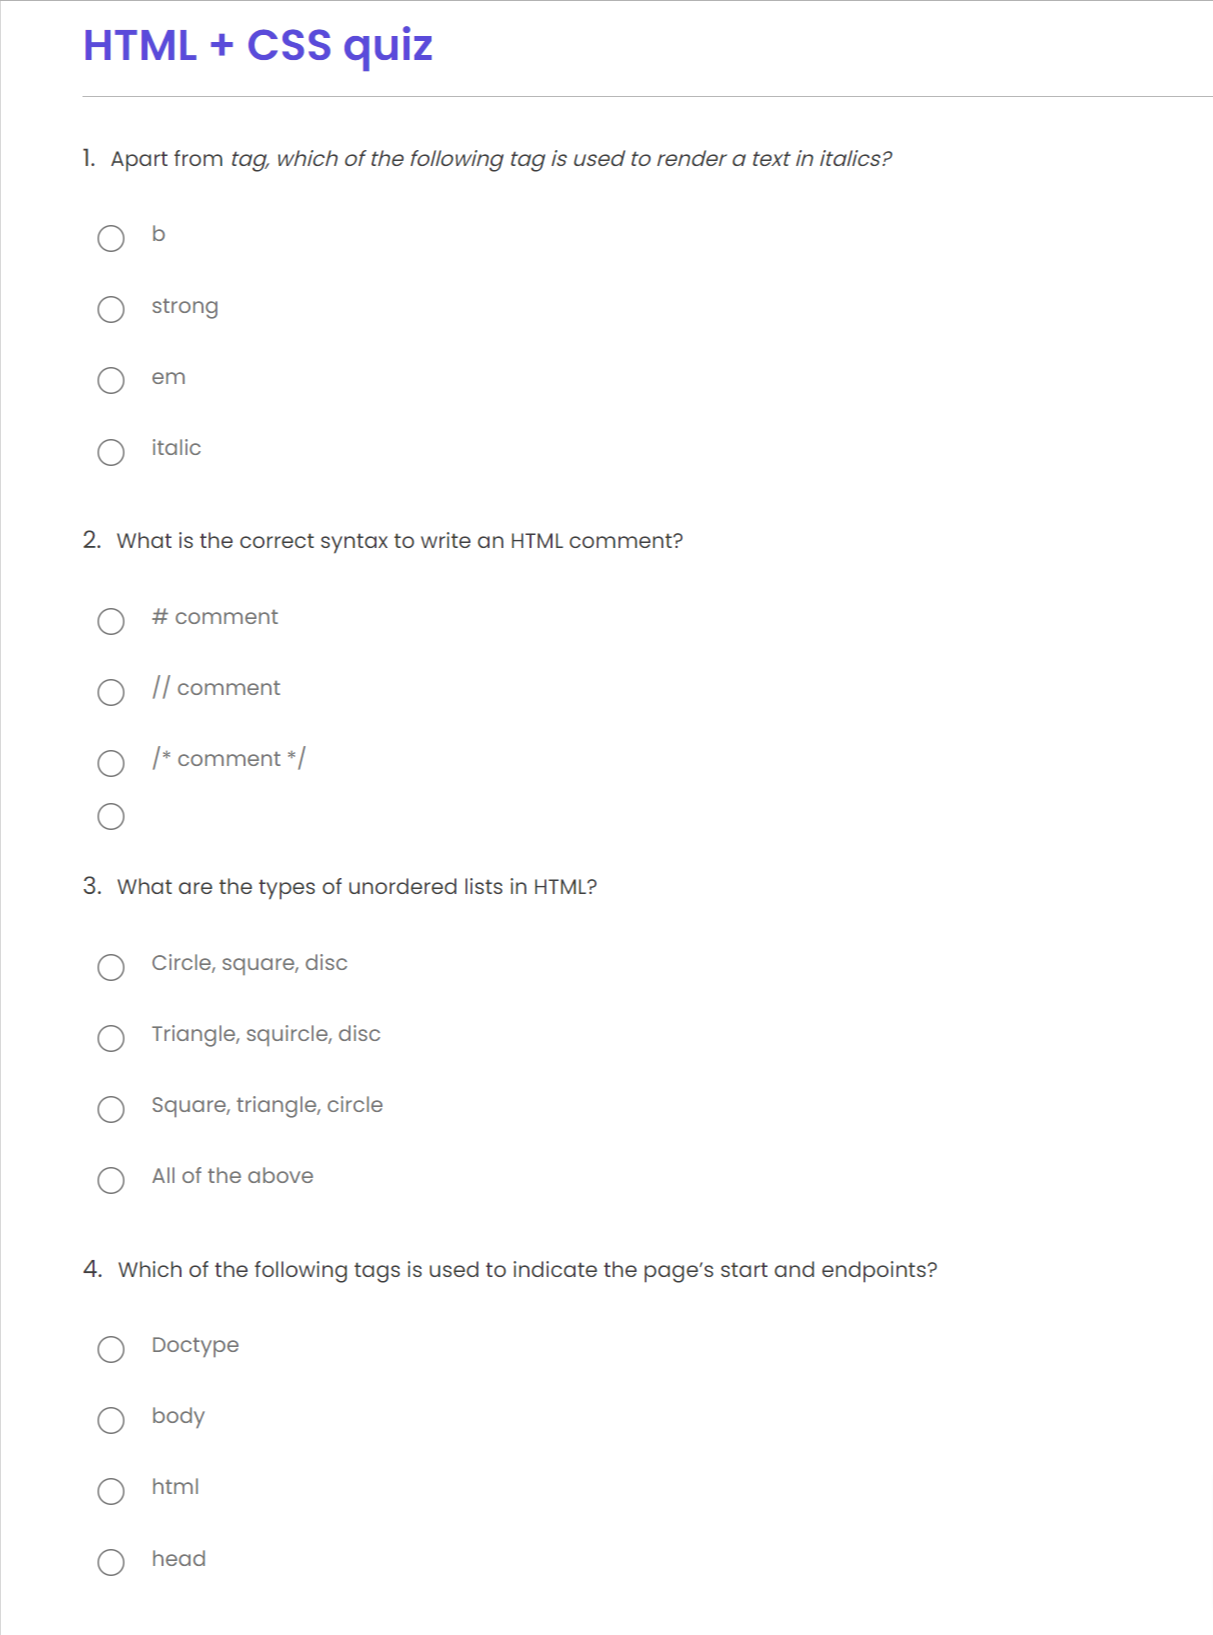 HTML + CSS quiz
1. Apart from tag, which of the following tag is used to render a text in italics?
b
strong
em
italic
2. What is the correct syntax to write an HTML comment?
# comment
// comment
/* comment */
3. What are the types of unordered lists in HTML?
Circle, square, disc
Triangle, squircle, disc
Square, triangle, circle
All of the above
4. Which of the following tags is used to indicate the page’s start and endpoints?
Doctype
body
html
head